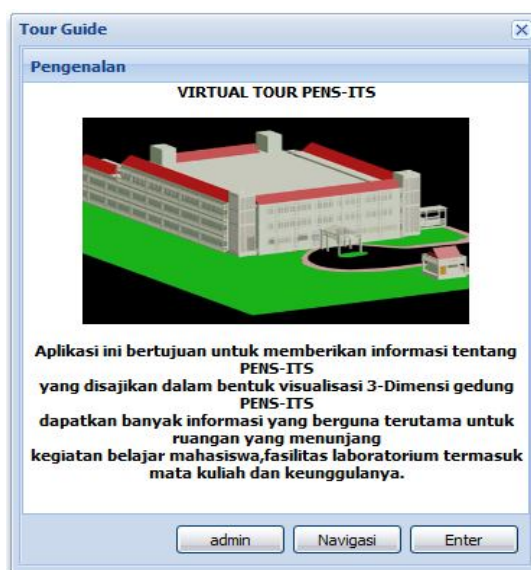 Tour Guide
Pengenalan
VIRTUAL TOUR PENS-ITS
Aplikasi ini bertujuan untuk memberikan informasi tentang
PENS-ITS
yang disajikan dalam bentuk visualisasi 3-Dimensi gedung
PENS-ITS
dapatkan banyak informasi yang berguna terutama untuk
ruangan yang menunjang
kegiatan belajar mahasiswa,fasilitas laboratorium termasuk
mata kuliah dan keunggulanya.
admin Navigasi Enter